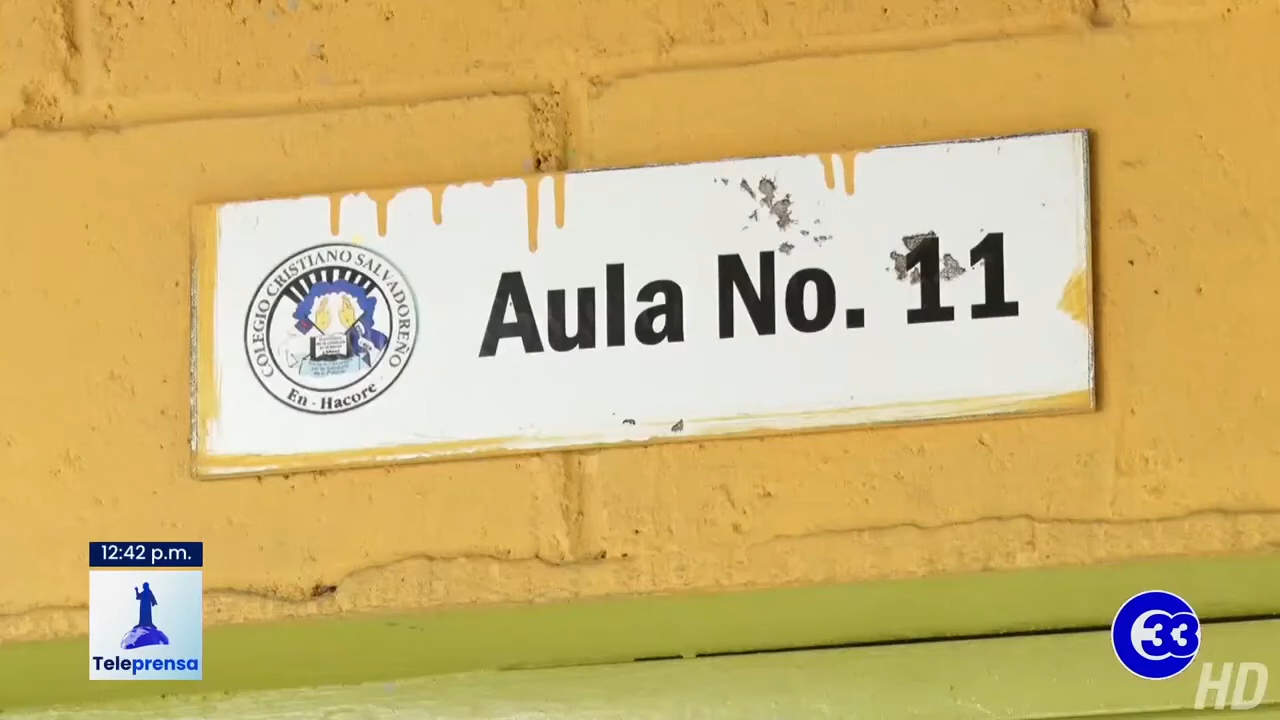 COLEGIO CRISTIANO SALVADOREÑO
En - Hacore
Aula No. 11
12:42 p.m.
Teleprensa
33
HD